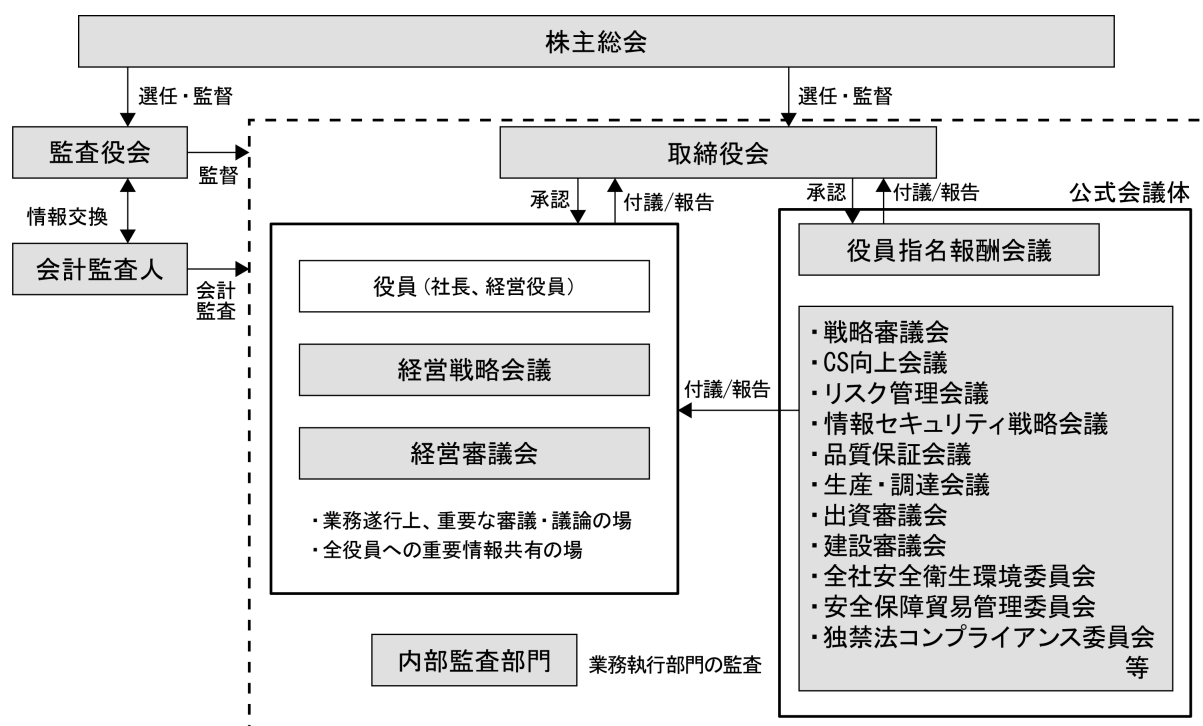 株主総会
選任・監督
選任・監督
監査役会
監督
取締役会
情報交換
承認
付議/報告
承認
付議/報告
公式会議体
会計監査人
会計
監査
役員（社長、経営役員）
経営戦略会議
経営審議会
・業務遂行上、重要な審議・議論の場
・全役員への重要情報共有の場
付議/報告
役員指名報酬会議
・戦略審議会
・CS向上会議
・リスク管理会議
・情報セキュリティ戦略会議
・品質保証会議
・生産・調達会議
・出資審議会
・建設審議会
・全社安全衛生環境委員会
・安全保障貿易管理委員会
・独禁法コンプライアンス委員会
等
内部監査部門
業務執行部門の監査